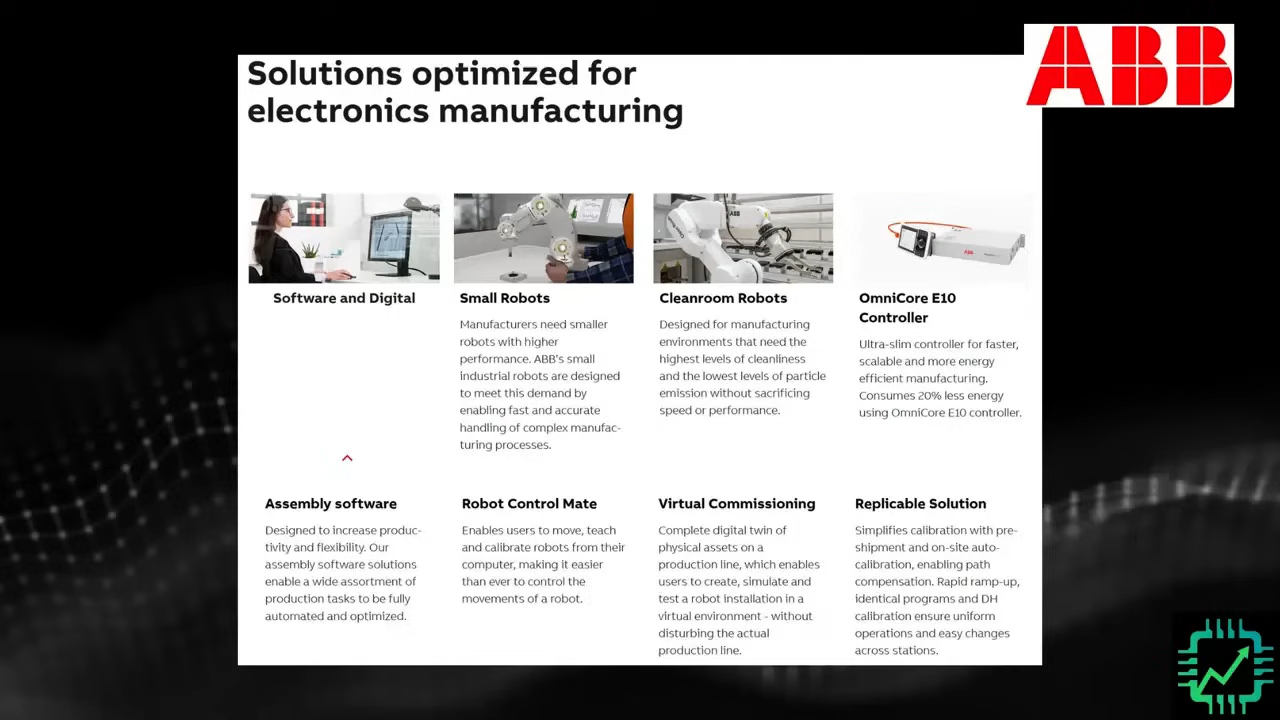 ABB
Solutions optimized for
electronics manufacturing
ABB
ABB
Software and Digital
Small Robots
Manufacturers need smaller
robots with higher
performance. ABB's small
industrial robots are designed
to meet this demand by
enabling fast and accurate
handling of complex manufac-
turing processes.
Cleanroom Robots
Designed for manufacturing
environments that need the
highest levels of cleanliness
and the lowest levels of particle
emission without sacrificing
speed or performance.
OmniCore E10
Controller
Ultra-slim controller for faster,
scalable and more energy
efficient manufacturing.
Consumes 20% less energy
using OmniCore E10 controller.
Assembly software
Designed to increase produc-
tivity and flexibility. Our
assembly software solutions
enable a wide assortment of
production tasks to be fully
automated and optimized.
Robot Control Mate
Enables users to move, teach
and calibrate robots from their
computer, making it easier
than ever to control the
movements of a robot.
Virtual Commissioning
Complete digital twin of
physical assets on a
production line, which enables
users to create, simulate and
test a robot installation in a
virtual environment - without
disturbing the actual
production line.
Replicable Solution
Simplifies calibration with pre-
shipment and on-site auto-
calibration, enabling path
compensation. Rapid ramp-up,
identical programs and DH
calibration ensure uniform
operations and easy changes
across stations.